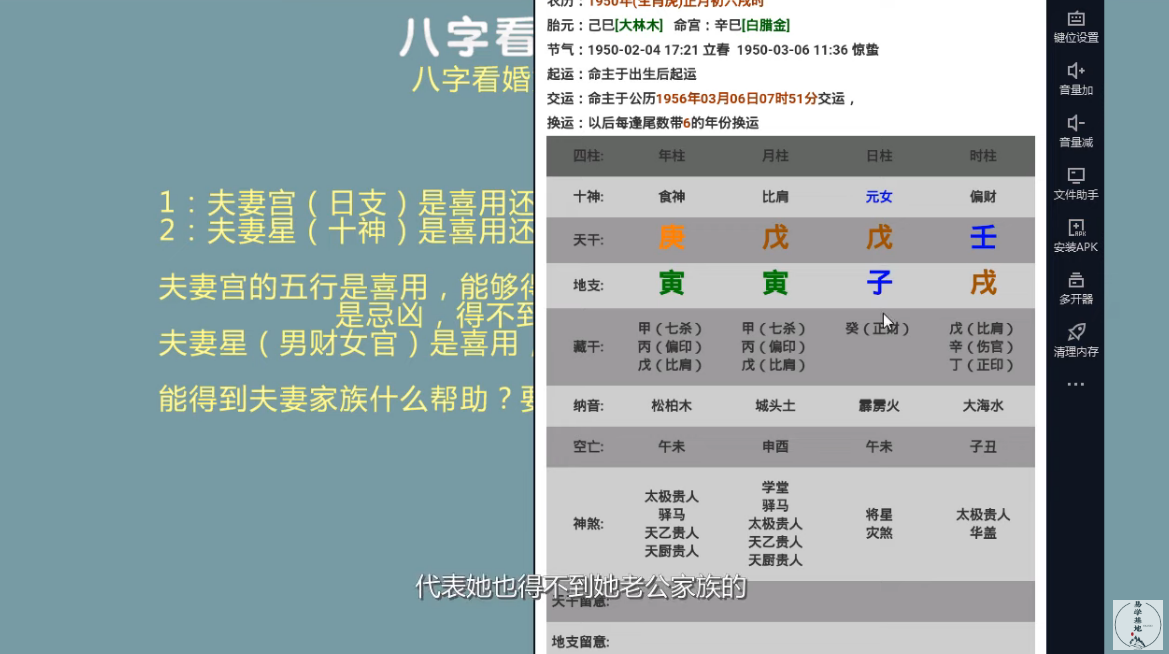 八字看
八字看婚
1：夫妻宫（日支）是喜用还
2：夫妻星（十神）是喜用还
夫妻宫的五行是喜用，能够得
是忌凶，得不到
夫妻星（男财女官）是喜用，
能得到夫妻家族什么帮助？要
农历：1950年(生肖虎)正月初六戌时
胎元：己巳[大林木] 命宫：辛巳[白腊金]
节气：1950-02-04 17:21 立春 1950-03-06 11:36 惊蛰
起运：命主于出生后起运
交运：命主于公历1956年03月06日07时51分交运，
换运：以后每逢尾数带6的年份换运
四柱: 年柱 月柱 日柱 时柱
十神: 食神 比肩 元女 偏财
天干: 庚 戊 戊 壬
地支: 寅 寅 子 戌
藏干: 甲（七杀） 甲（七杀） 癸（正财） 戊（比肩）
丙（偏印） 丙（偏印） 辛（伤官）
戊（比肩） 戊（比肩） 丁（正印）
纳音: 松柏木 城头土 霹雳火 大海水
空亡: 午未 申酉 午未 子丑
神煞:
太极贵人
驿马
天乙贵人
天厨贵人
学堂
驿马
太极贵人
天乙贵人
天厨贵人
将星
灾煞
太极贵人
华盖
天干留意:
地支留意:
代表她也得不到她老公家族的
键位设置
音量加
音量减
文件助手
APK
安装APK
多开器
清理内存
易学基地